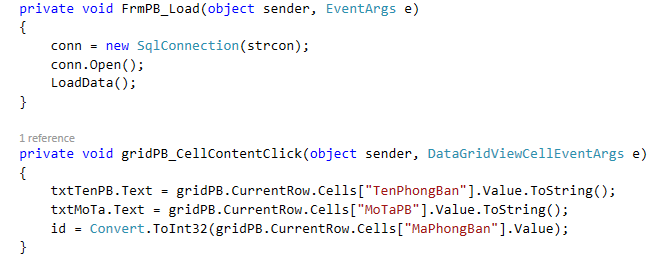 private void FrmPB_Load(object sender, EventArgs e)
{
    conn = new SqlConnection(strcon);
    conn.Open();
    LoadData();
}
1 reference
private void gridPB_CellContentClick(object sender, DataGridViewCellEventArgs e)
{
    txtTenPB.Text = gridPB.CurrentRow.Cells["TenPhongBan"].Value.ToString();
    txtMoTa.Text = gridPB.CurrentRow.Cells["MoTaPB"].Value.ToString();
    id = Convert.ToInt32(gridPB.CurrentRow.Cells["MaPhongBan"].Value);
}